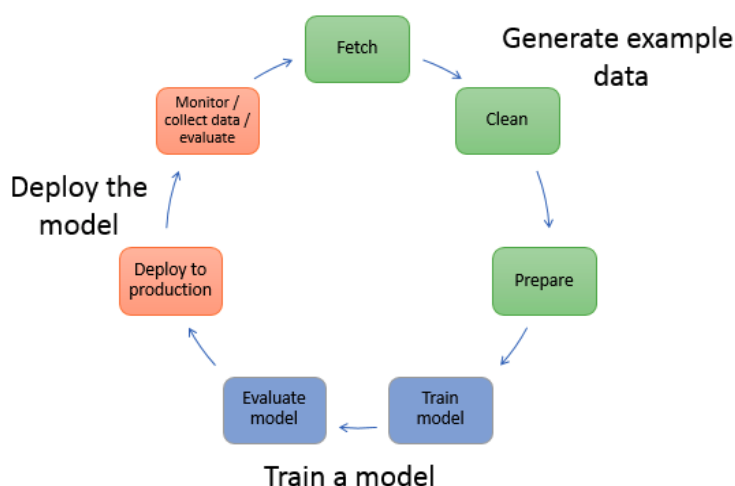 Fetch
Generate example
data
Clean
Prepare
Train
model
Train a model
Evaluate
model
Deploy to
production
Deploy the
model
Monitor /
collect data /
evaluate